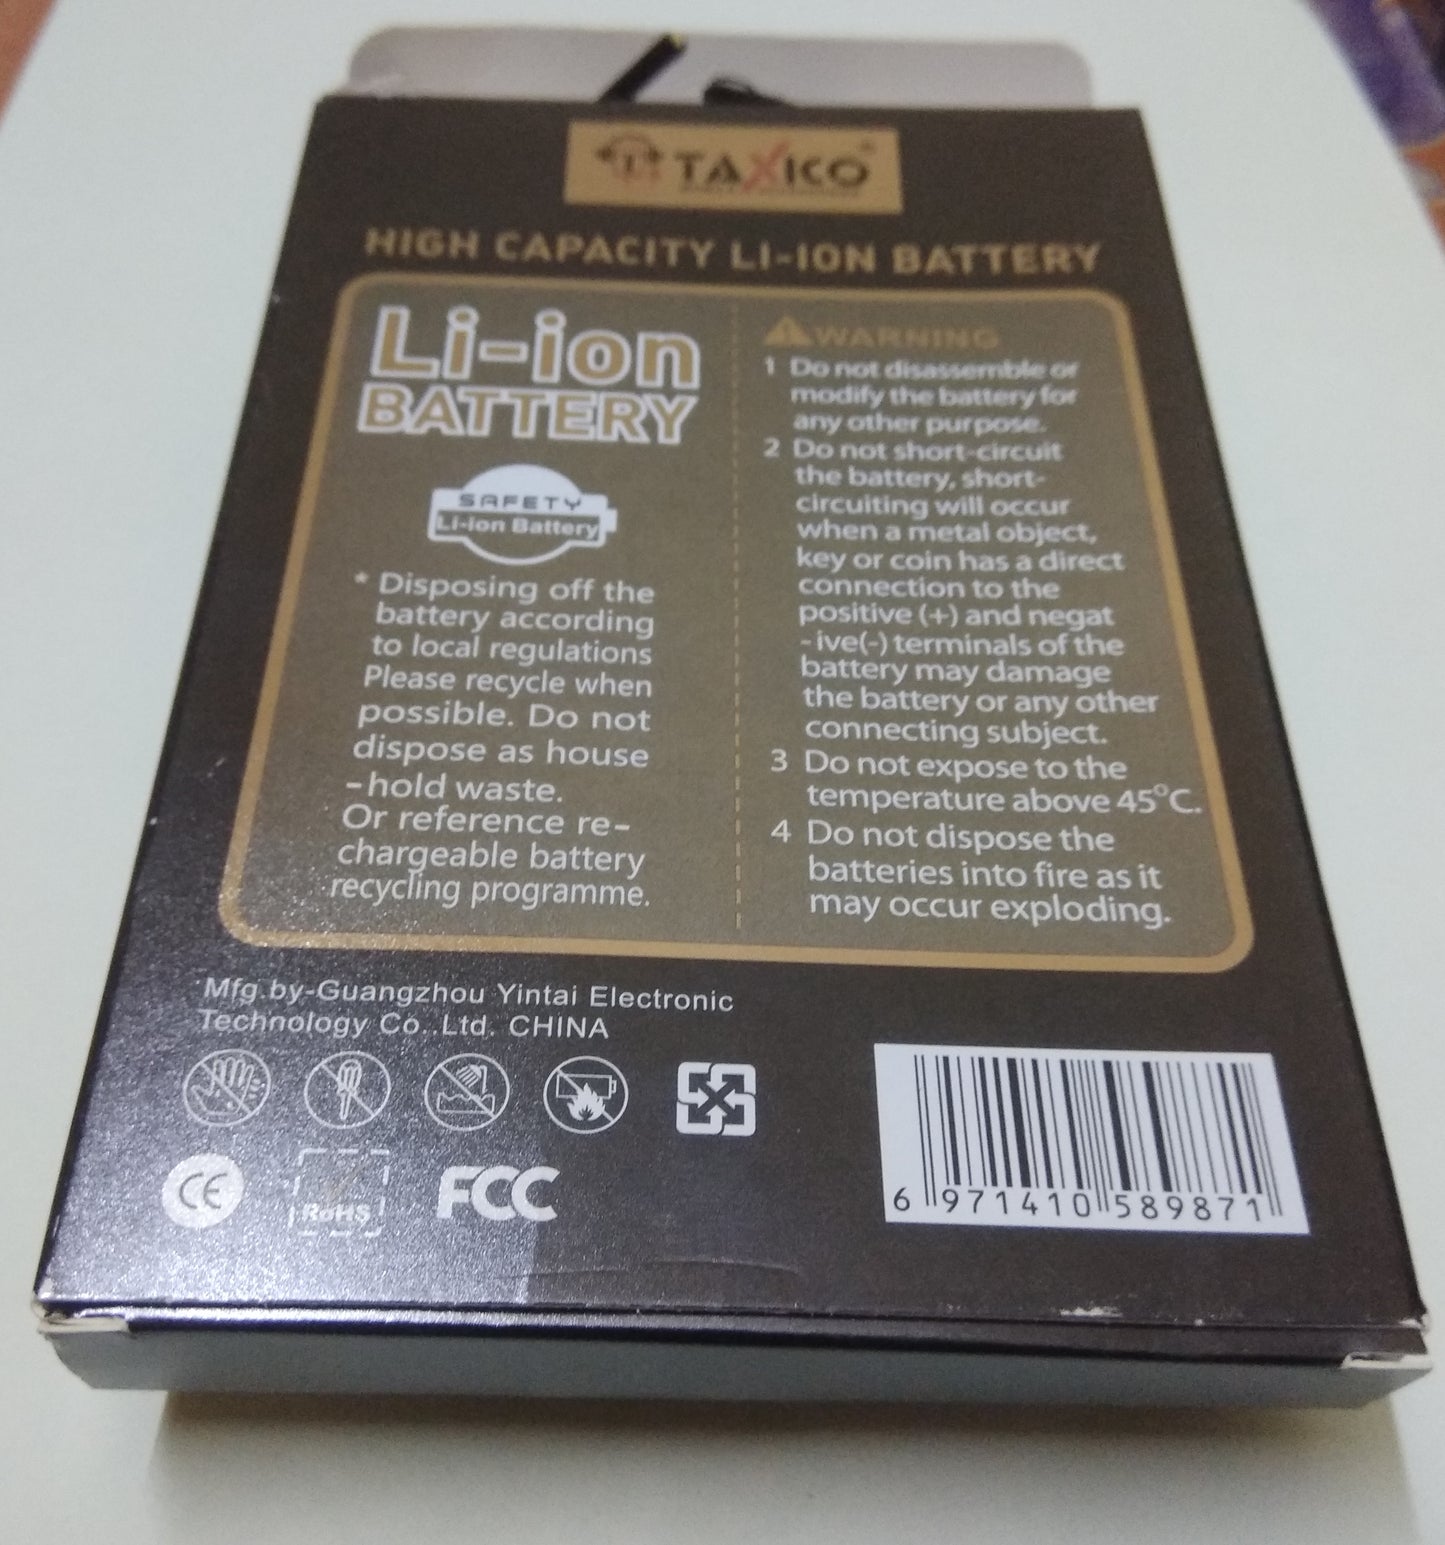 TAXICO
HIGH CAPACITY LI-ION BATTERY
Li-ion
BATTERY
SAFETY
Li-ion Battery
* Disposing off the
battery according
to local regulations
Please recycle when
possible. Do not
dispose as house
-hold waste.
Or reference re-
chargeable battery
recycling programme.
WARNING
1 Do not disassemble or
modify the battery for
any other purpose.
2 Do not short-circuit
the battery, short-
circuiting will occur
when a metal object,
key or coin has a direct
connection to the
positive (+) and negat
-ive(-) terminals of the
battery may damage
the battery or any other
connecting subject.
3 Do not expose to the
temperature above 45°C.
4 Do not dispose the
batteries into fire as it
may occur exploding.
Mfg.by-Guangzhou Yintai Electronic
Technology Co.,Ltd. CHINA
CE
RoHS
FCC
6 971410 589871